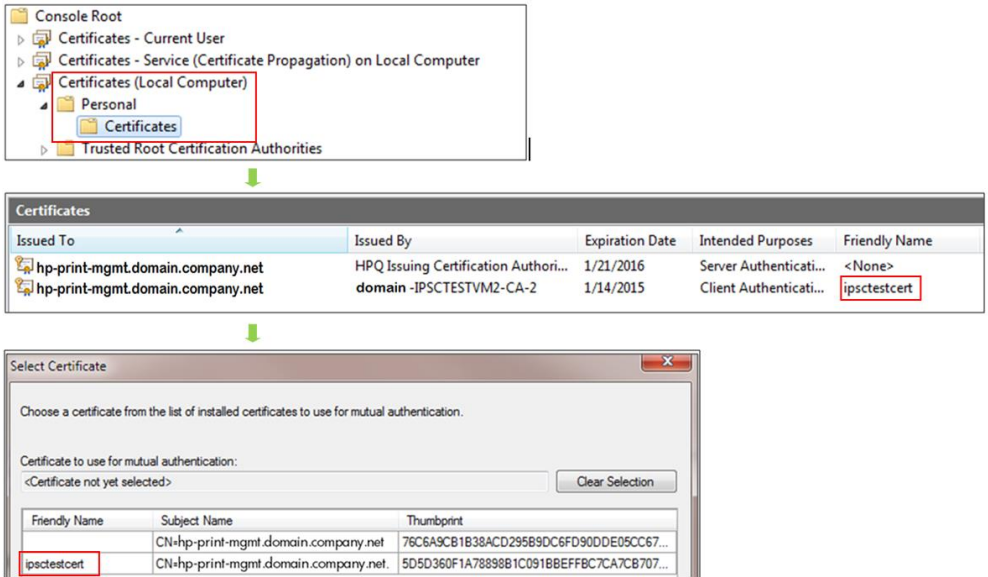 Console Root
Certificates - Current User
Certificates - Service (Certificate Propagation) on Local Computer
Certificates (Local Computer)
Personal
Certificates
Trusted Root Certification Authorities
Certificates
Issued To Issued By Expiration Date Intended Purposes Friendly Name
hp-print-mgmt.domain.company.net HPQ Issuing Certification Authori... 1/21/2016 Server Authenticati... <None>
hp-print-mgmt.domain.company.net domain -IPSCTESTVM2-CA-2 1/14/2015 Client Authenticati... ipsctestcert
Select Certificate
Choose a certificate from the list of installed certificates to use for mutual authentication.
Certificate to use for mutual authentication:
<Certificate not yet selected> Clear Selection
Friendly Name Subject Name Thumbprint
CN=hp-print-mgmt.domain.company.net 76C6A9CB1B38ACD295B9DC6FD90DDE05CC67...
ipsctestcert CN=hp-print-mgmt.domain.company.net. 5D5D360F1A78898B1C091BBEFFBC7CA7CB707...